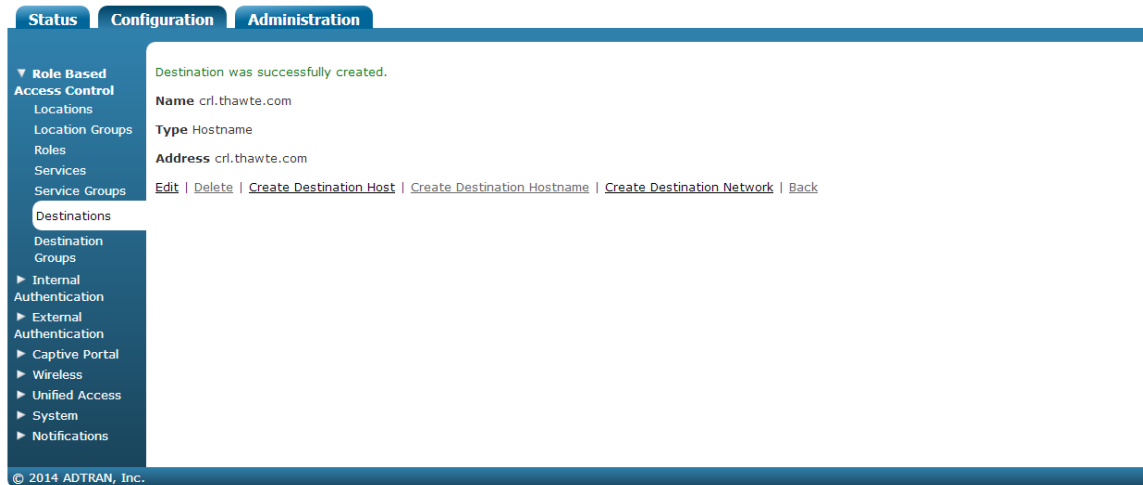 Status Configuration Administration
▼ Role Based
Access Control
Locations
Location Groups
Roles
Services
Service Groups
Destinations
Destination
Groups
► Internal
Authentication
► External
Authentication
► Captive Portal
► Wireless
► Unified Access
► System
► Notifications
Destination was successfully created.
Name crl.thawte.com
Type Hostname
Address crl.thawte.com
Edit | Delete | Create Destination Host | Create Destination Hostname | Create Destination Network | Back
© 2014 ADTRAN, Inc.